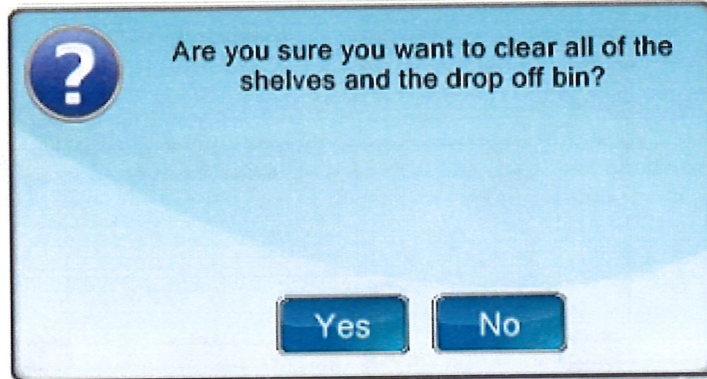 ?
Are you sure you want to clear all of the
shelves and the drop off bin?
Yes No